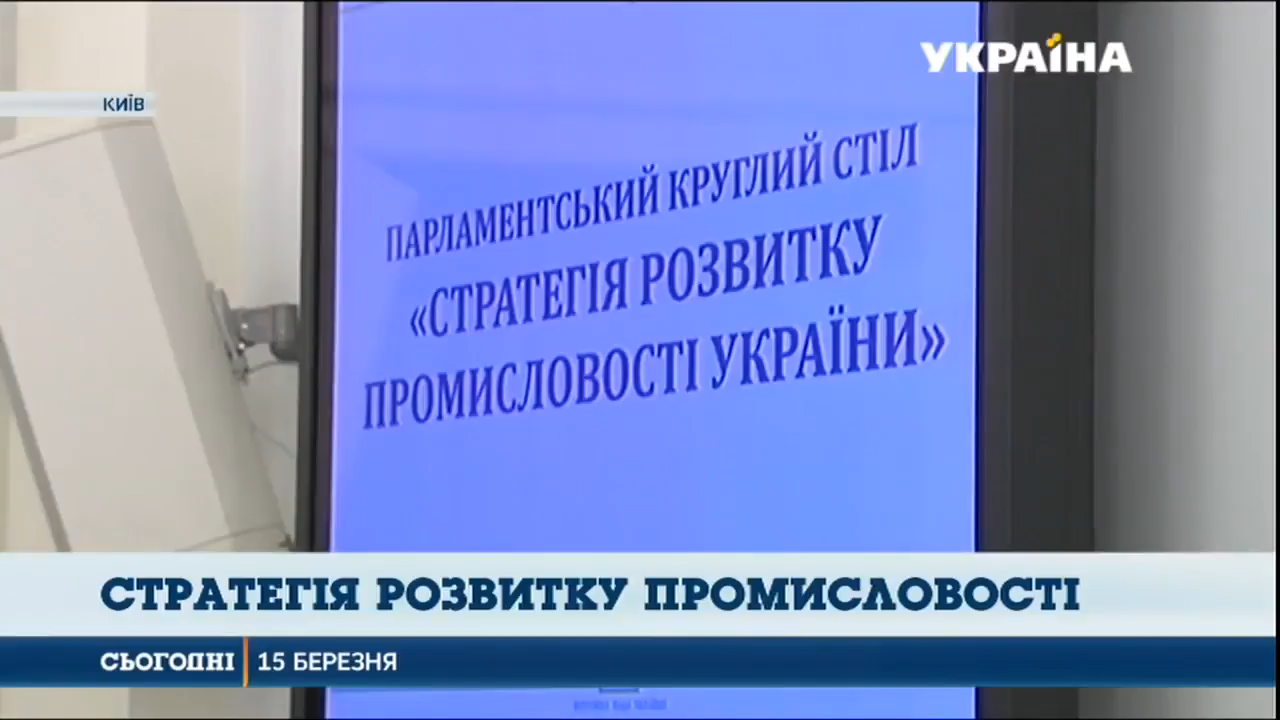 УКРАЇНА
КИЇВ
ПАРЛАМЕНТСЬКИЙ КРУГЛИЙ СТІЛ
«СТРАТЕГІЯ РОЗВИТКУ
ПРОМИСЛОВОСТІ УКРАЇНИ»
СТРАТЕГІЯ РОЗВИТКУ ПРОМИСЛОВОСТІ
СЬОГОДНІ 15 БЕРЕЗНЯ